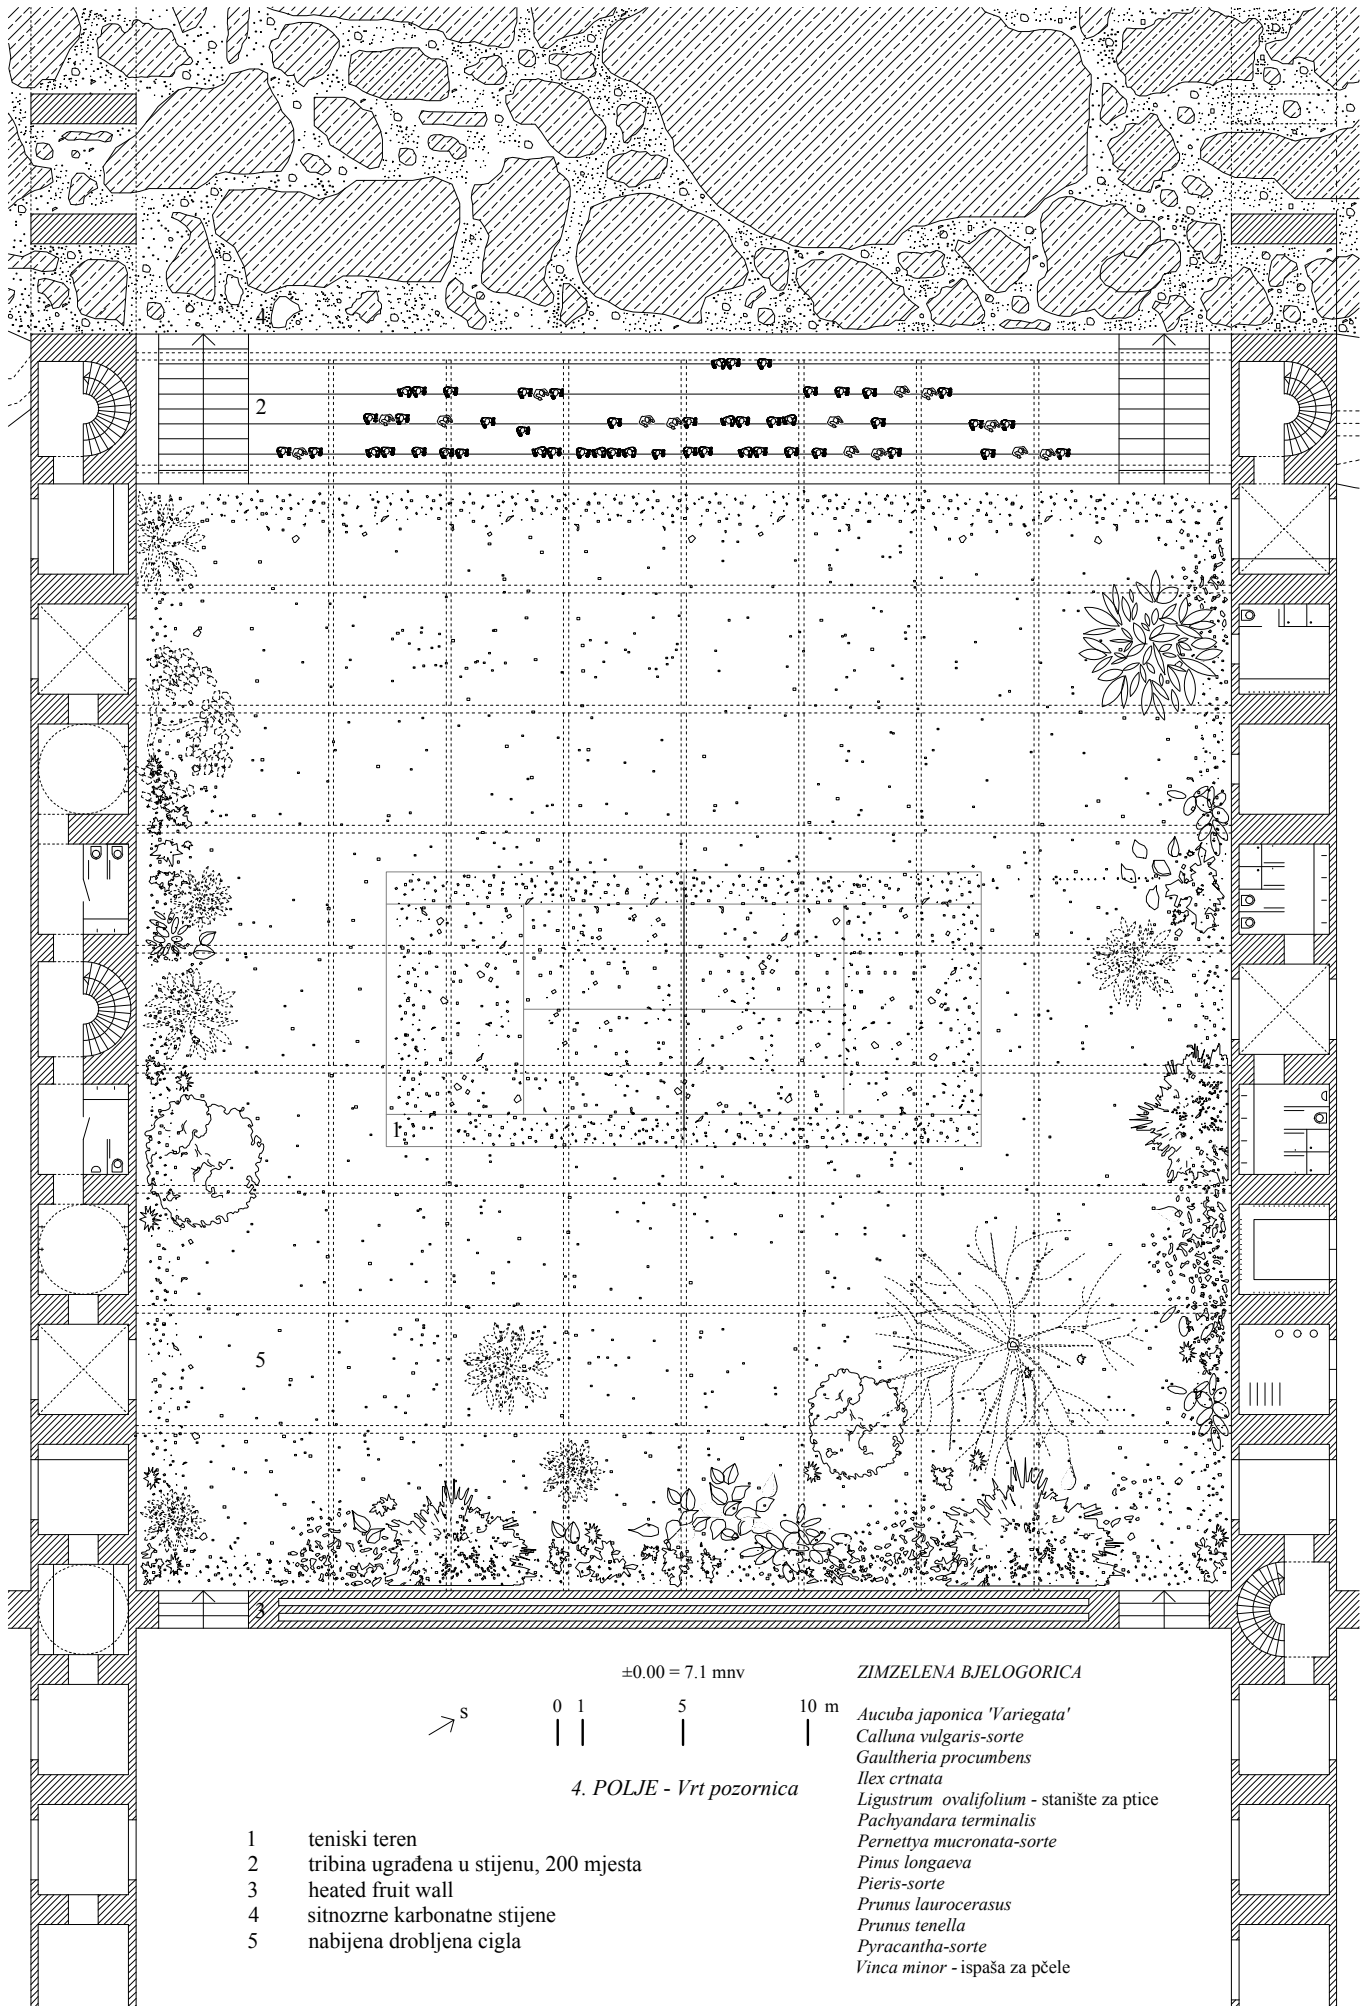 4
2
1
5
3
±0.00 = 7.1 mnv
S
0 1 5 10 m
4. POLJE - Vrt pozornica
1 teniski teren
2 tribina ugrađena u stijenu, 200 mjesta
3 heated fruit wall
4 sitnozrne karbonatne stijene
5 nabijena drobljena cigla
ZIMZELENA BJELOGORICA
Aucuba japonica 'Variegata'
Calluna vulgaris-sorte
Gaultheria procumbens
Ilex crtnata
Ligustrum ovalifolium - stanište za ptice
Pachyandara terminalis
Pernettya mucronata-sorte
Pinus longaeva
Pieris-sorte
Prunus laurocerasus
Prunus tenella
Pyracantha-sorte
Vinca minor - ispaša za pčele